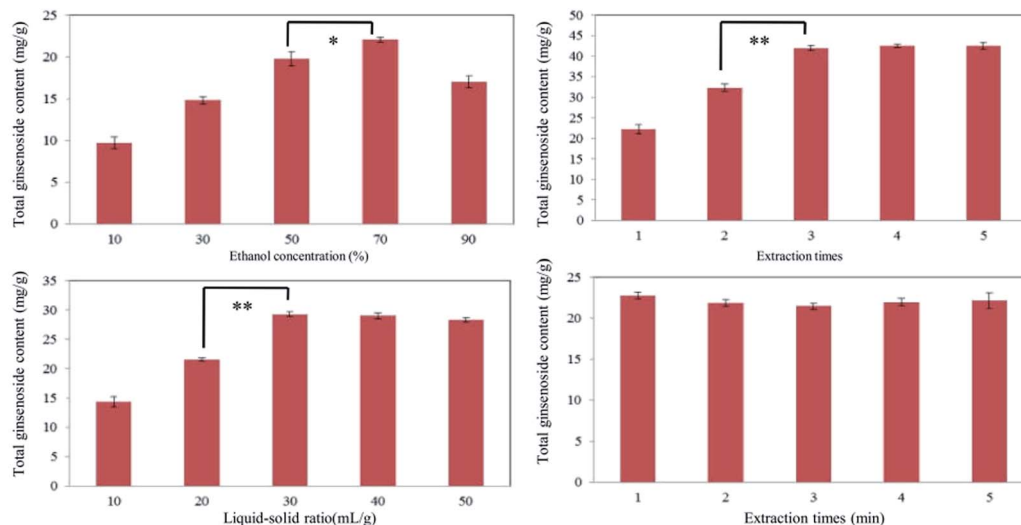 Total ginsenoside content (mg/g)
25
20
15
10
5
0
*
10 30 50 70 90
Ethanol concentration (%)
Total ginsenoside content (mg/g)
50
45
40
35
30
25
20
15
10
5
0
**
1 2 3 4 5
Extraction times
Total ginsenoside content (mg/g)
35
30
25
20
15
10
5
0
**
10 20 30 40 50
Liquid-solid ratio(mL/g)
Total ginsenoside content (mg/g)
25
20
15
10
5
0
1 2 3 4 5
Extraction times (min)